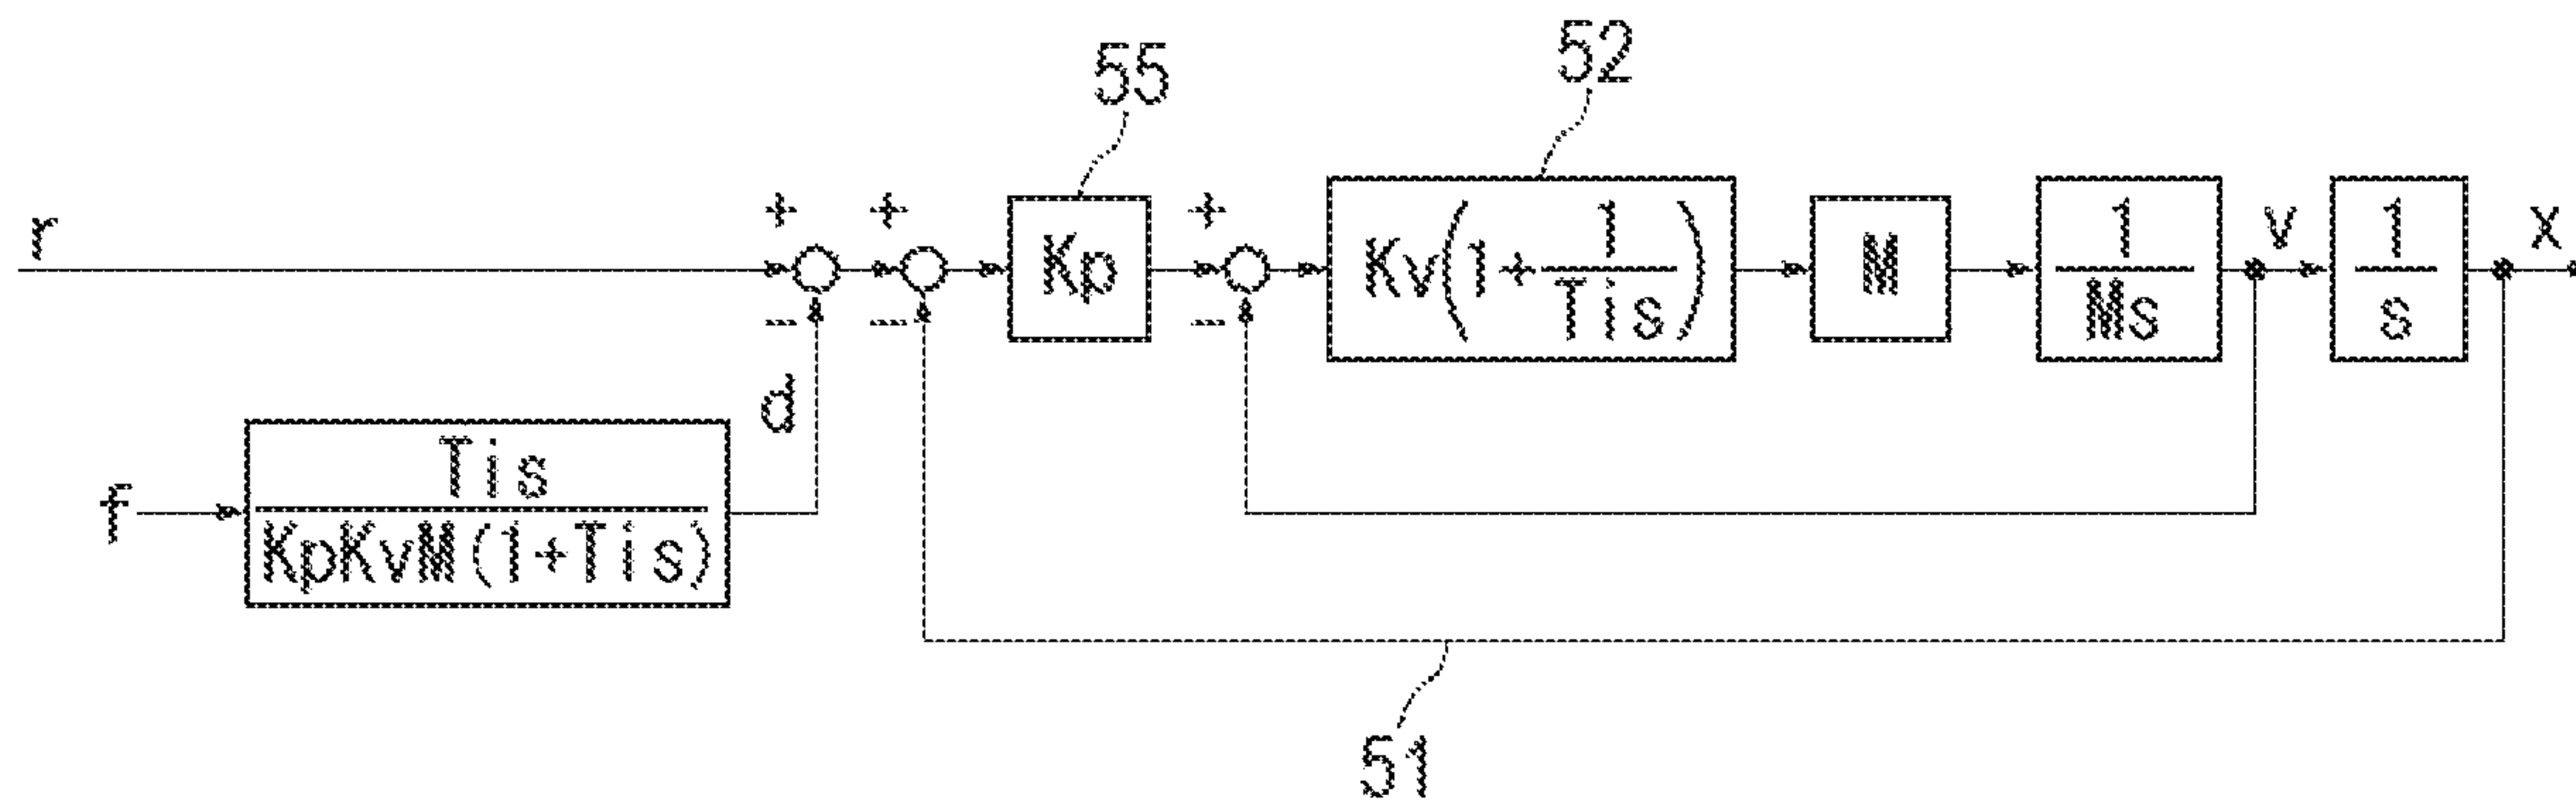 55
52
+ + +
r
Kp
Kv(1+1/Tis)
M
1/Ms
v
1/s
x
− − −
d
f
Tis/KpKvM(1+Tis)
51